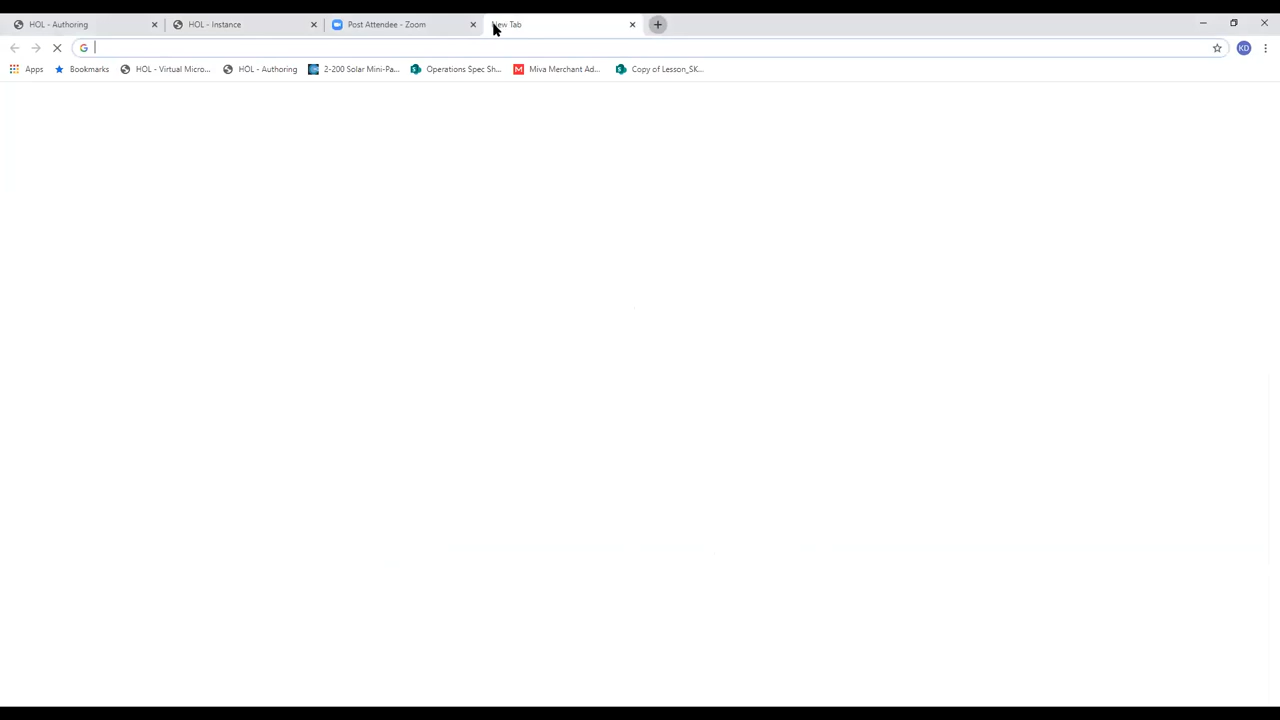 HOL - Authoring
HOL - Instance
Post Attendee - Zoom
New Tab
KD
Apps
Bookmarks
HOL - Virtual Micro...
HOL - Authoring
2-200 Solar Mini-Pa...
Operations Spec Sh...
Miva Merchant Ad...
Copy of Lesson_SK...